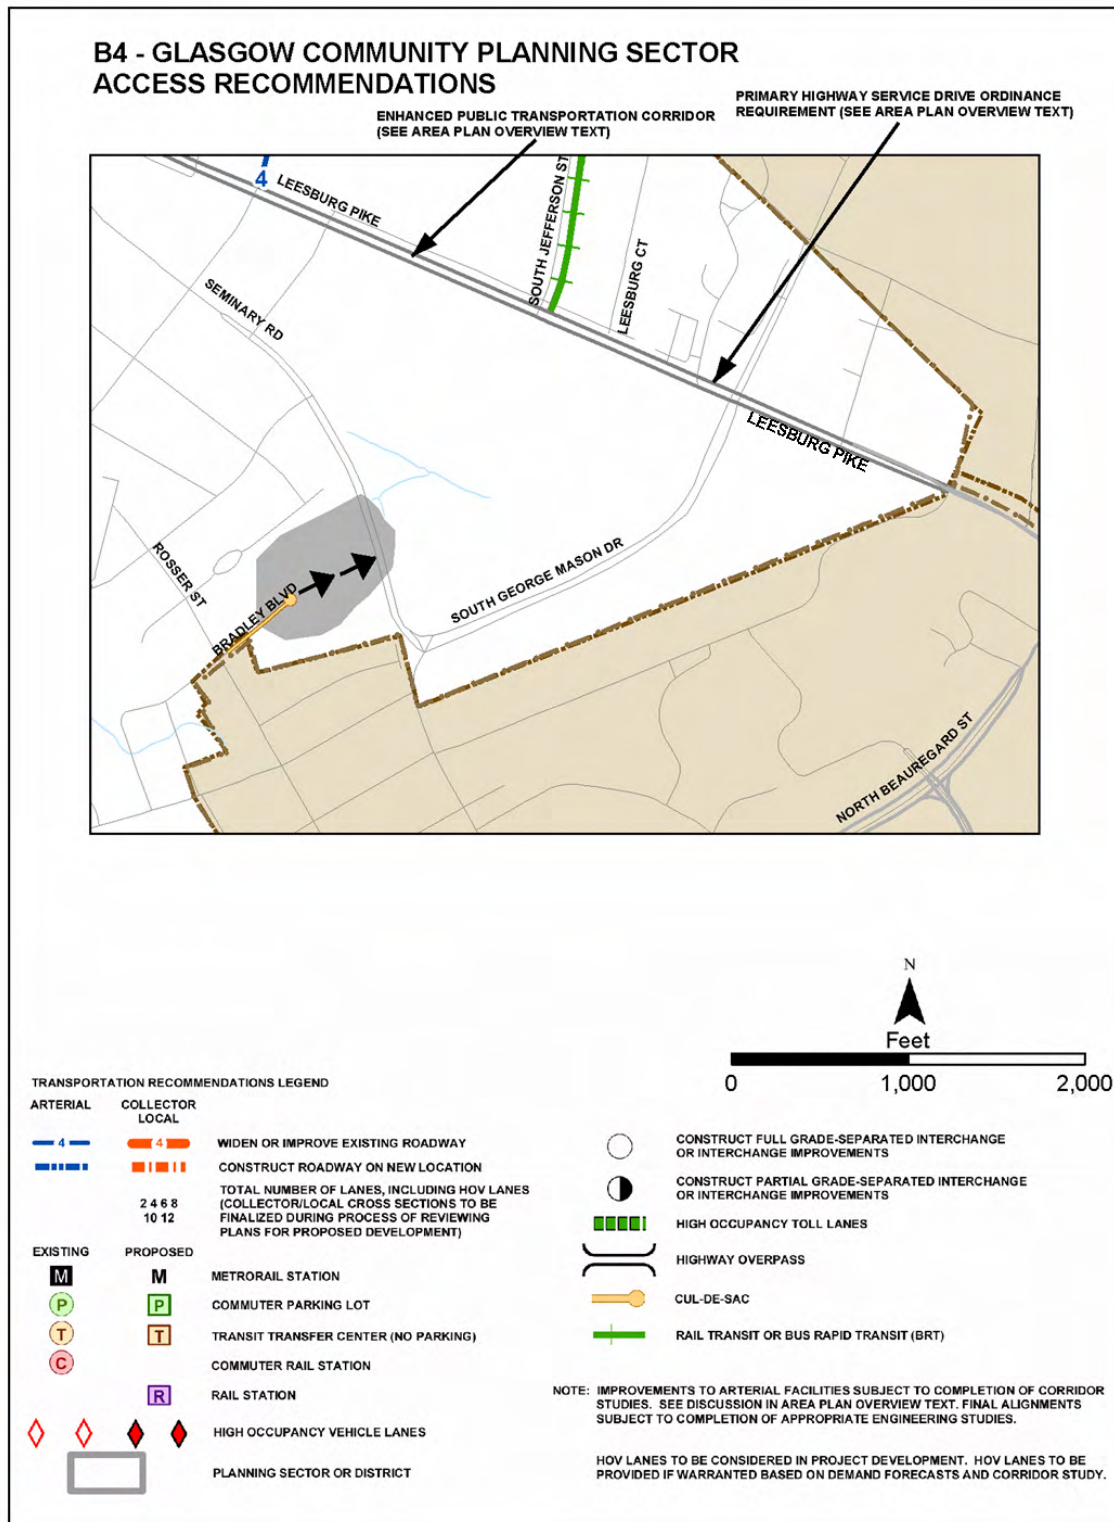 B4 - GLASGOW COMMUNITY PLANNING SECTOR
ACCESS RECOMMENDATIONS
ENHANCED PUBLIC TRANSPORTATION CORRIDOR
(SEE AREA PLAN OVERVIEW TEXT)
PRIMARY HIGHWAY SERVICE DRIVE ORDINANCE
REQUIREMENT (SEE AREA PLAN OVERVIEW TEXT)
4
LEESBURG PIKE
SOUTH JEFFERSON ST
LEESBURG CT
SEMINARY RD
LEESBURG PIKE
ROSSER ST
BRADLEY BLVD
SOUTH GEORGE MASON DR
NORTH BEAUREGARD ST
N
Feet
0 1,000 2,000
TRANSPORTATION RECOMMENDATIONS LEGEND
ARTERIAL COLLECTOR
LOCAL
4 4 WIDEN OR IMPROVE EXISTING ROADWAY
CONSTRUCT ROADWAY ON NEW LOCATION
2 4 6 8
10 12
TOTAL NUMBER OF LANES, INCLUDING HOV LANES
(COLLECTOR/LOCAL CROSS SECTIONS TO BE
FINALIZED DURING PROCESS OF REVIEWING
PLANS FOR PROPOSED DEVELOPMENT)
EXISTING PROPOSED
M M METRORAIL STATION
P P COMMUTER PARKING LOT
T T TRANSIT TRANSFER CENTER (NO PARKING)
C COMMUTER RAIL STATION
R RAIL STATION
HIGH OCCUPANCY VEHICLE LANES
PLANNING SECTOR OR DISTRICT
CONSTRUCT FULL GRADE-SEPARATED INTERCHANGE
OR INTERCHANGE IMPROVEMENTS
CONSTRUCT PARTIAL GRADE-SEPARATED INTERCHANGE
OR INTERCHANGE IMPROVEMENTS
HIGH OCCUPANCY TOLL LANES
HIGHWAY OVERPASS
CUL-DE-SAC
RAIL TRANSIT OR BUS RAPID TRANSIT (BRT)
NOTE: IMPROVEMENTS TO ARTERIAL FACILITIES SUBJECT TO COMPLETION OF CORRIDOR
STUDIES. SEE DISCUSSION IN AREA PLAN OVERVIEW TEXT. FINAL ALIGNMENTS
SUBJECT TO COMPLETION OF APPROPRIATE ENGINEERING STUDIES.
HOV LANES TO BE CONSIDERED IN PROJECT DEVELOPMENT. HOV LANES TO BE
PROVIDED IF WARRANTED BASED ON DEMAND FORECASTS AND CORRIDOR STUDY.